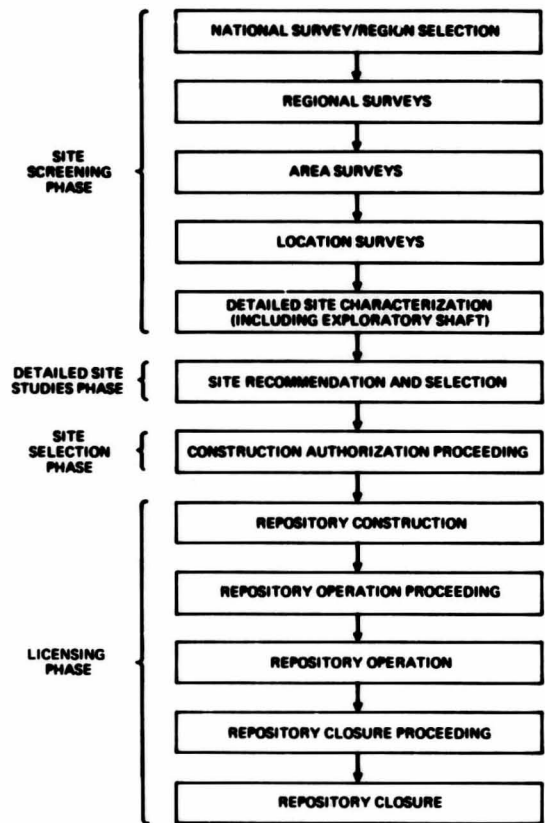 NATIONAL SURVEY/REGION SELECTION
REGIONAL SURVEYS
SITE
SCREENING
PHASE
AREA SURVEYS
LOCATION SURVEYS
DETAILED SITE CHARACTERIZATION
(INCLUDING EXPLORATORY SHAFT)
DETAILED SITE
STUDIES PHASE
SITE RECOMMENDATION AND SELECTION
SITE
SELECTION
PHASE
CONSTRUCTION AUTHORIZATION PROCEEDING
REPOSITORY CONSTRUCTION
REPOSITORY OPERATION PROCEEDING
LICENSING
PHASE
REPOSITORY OPERATION
REPOSITORY CLOSURE PROCEEDING
REPOSITORY CLOSURE